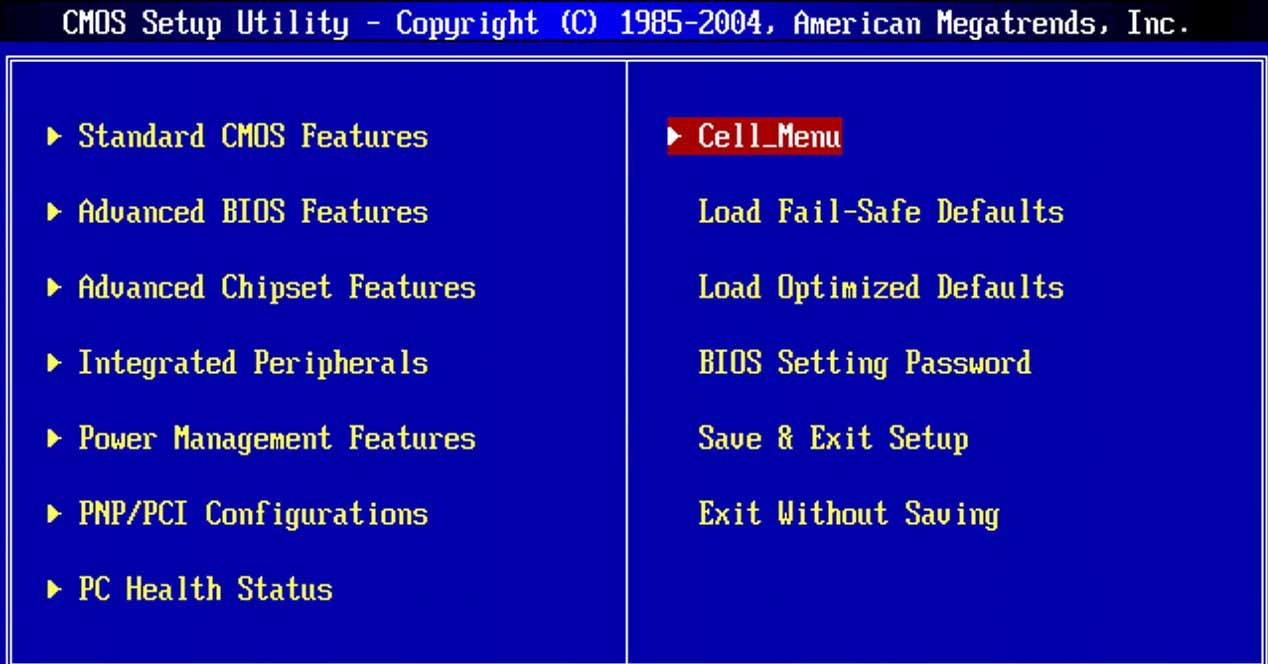 CMOS Setup Utility - Copyright (C) 1985-2004, American Megatrends, Inc.
Standard CMOS Features
Advanced BIOS Features
Advanced Chipset Features
Integrated Peripherals
Power Management Features
PNP/PCI Configurations
PC Health Status
Cell_Menu
Load Fail-Safe Defaults
Load Optimized Defaults
BIOS Setting Password
Save & Exit Setup
Exit Without Saving